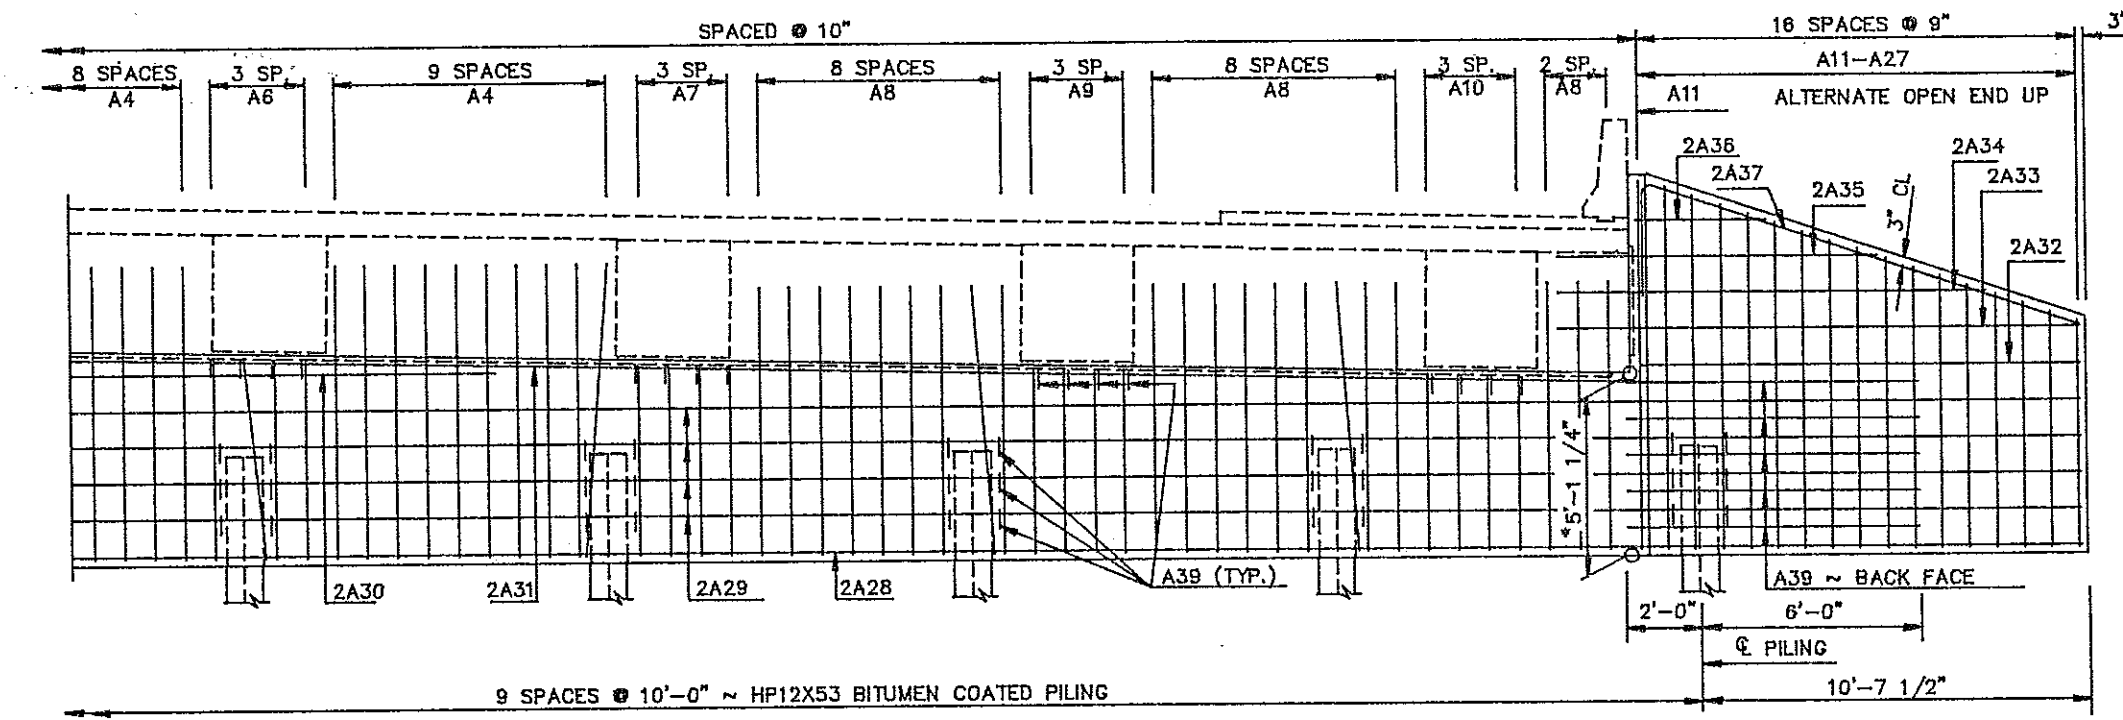 SPACED @ 10"
16 SPACES @ 9"
3"
8 SPACES
A4
3 SP.
A6
9 SPACES
A4
3 SP.
A7
8 SPACES
A8
3 SP.
A9
8 SPACES
A8
3 SP.
A10
2 SP.
A8
A11-A27
A11
ALTERNATE OPEN END UP
2A36
2A37
2A35
2A34
2A33
3" CL
2A32
*5'-1 1/4"
2A30
2A31
2A29
2A28
A39 (TYP.)
A39 ~ BACK FACE
2'-0"
6'-0"
℄ PILING
9 SPACES @ 10'-0" ~ HP12X53 BITUMEN COATED PILING
10'-7 1/2"